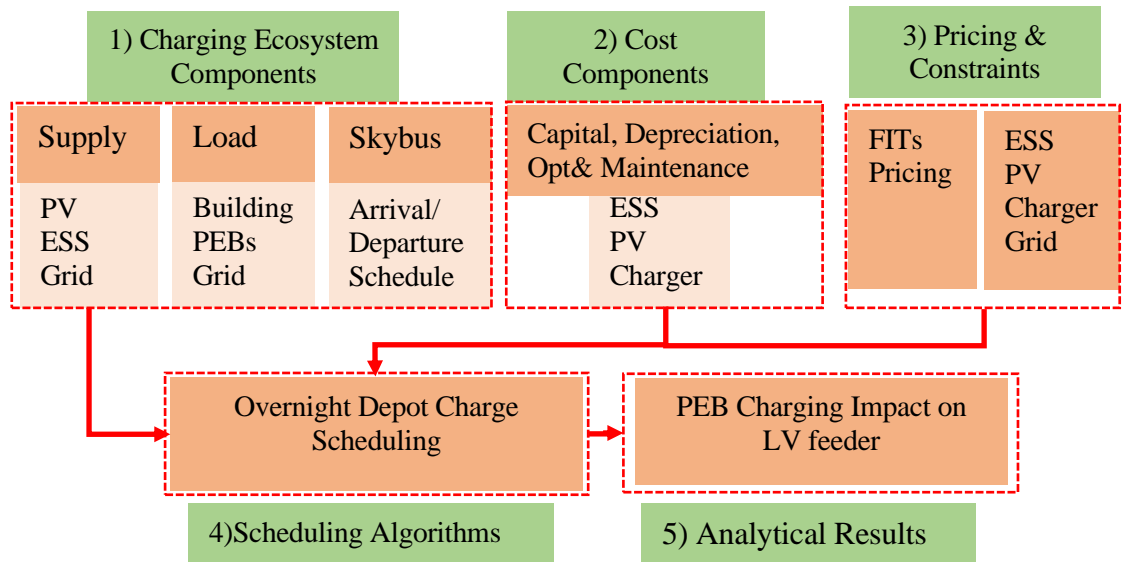 1) Charging Ecosystem
Components
2) Cost
Components
3) Pricing &
Constraints
Supply
PV
ESS
Grid
Load
Building
PEBs
Grid
Skybus
Arrival/
Departure
Schedule
Capital, Depreciation,
Opt& Maintenance
ESS
PV
Charger
FITs
Pricing
ESS
PV
Charger
Grid
Overnight Depot Charge
Scheduling
PEB Charging Impact on
LV feeder
4)Scheduling Algorithms
5) Analytical Results